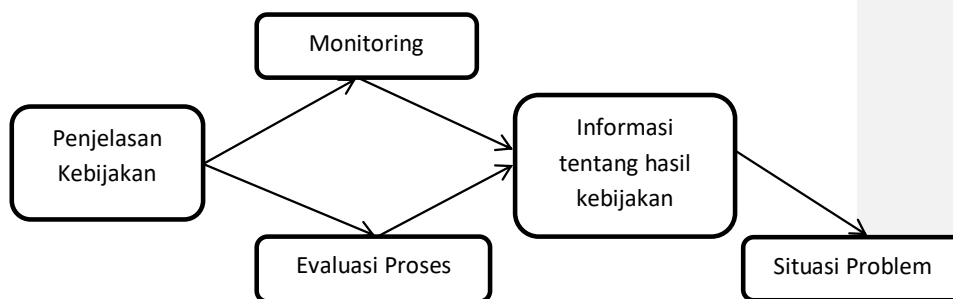 Monitoring
Penjelasan
Kebijakan
Informasi
tentang hasil
kebijakan
Evaluasi Proses
Situasi Problem